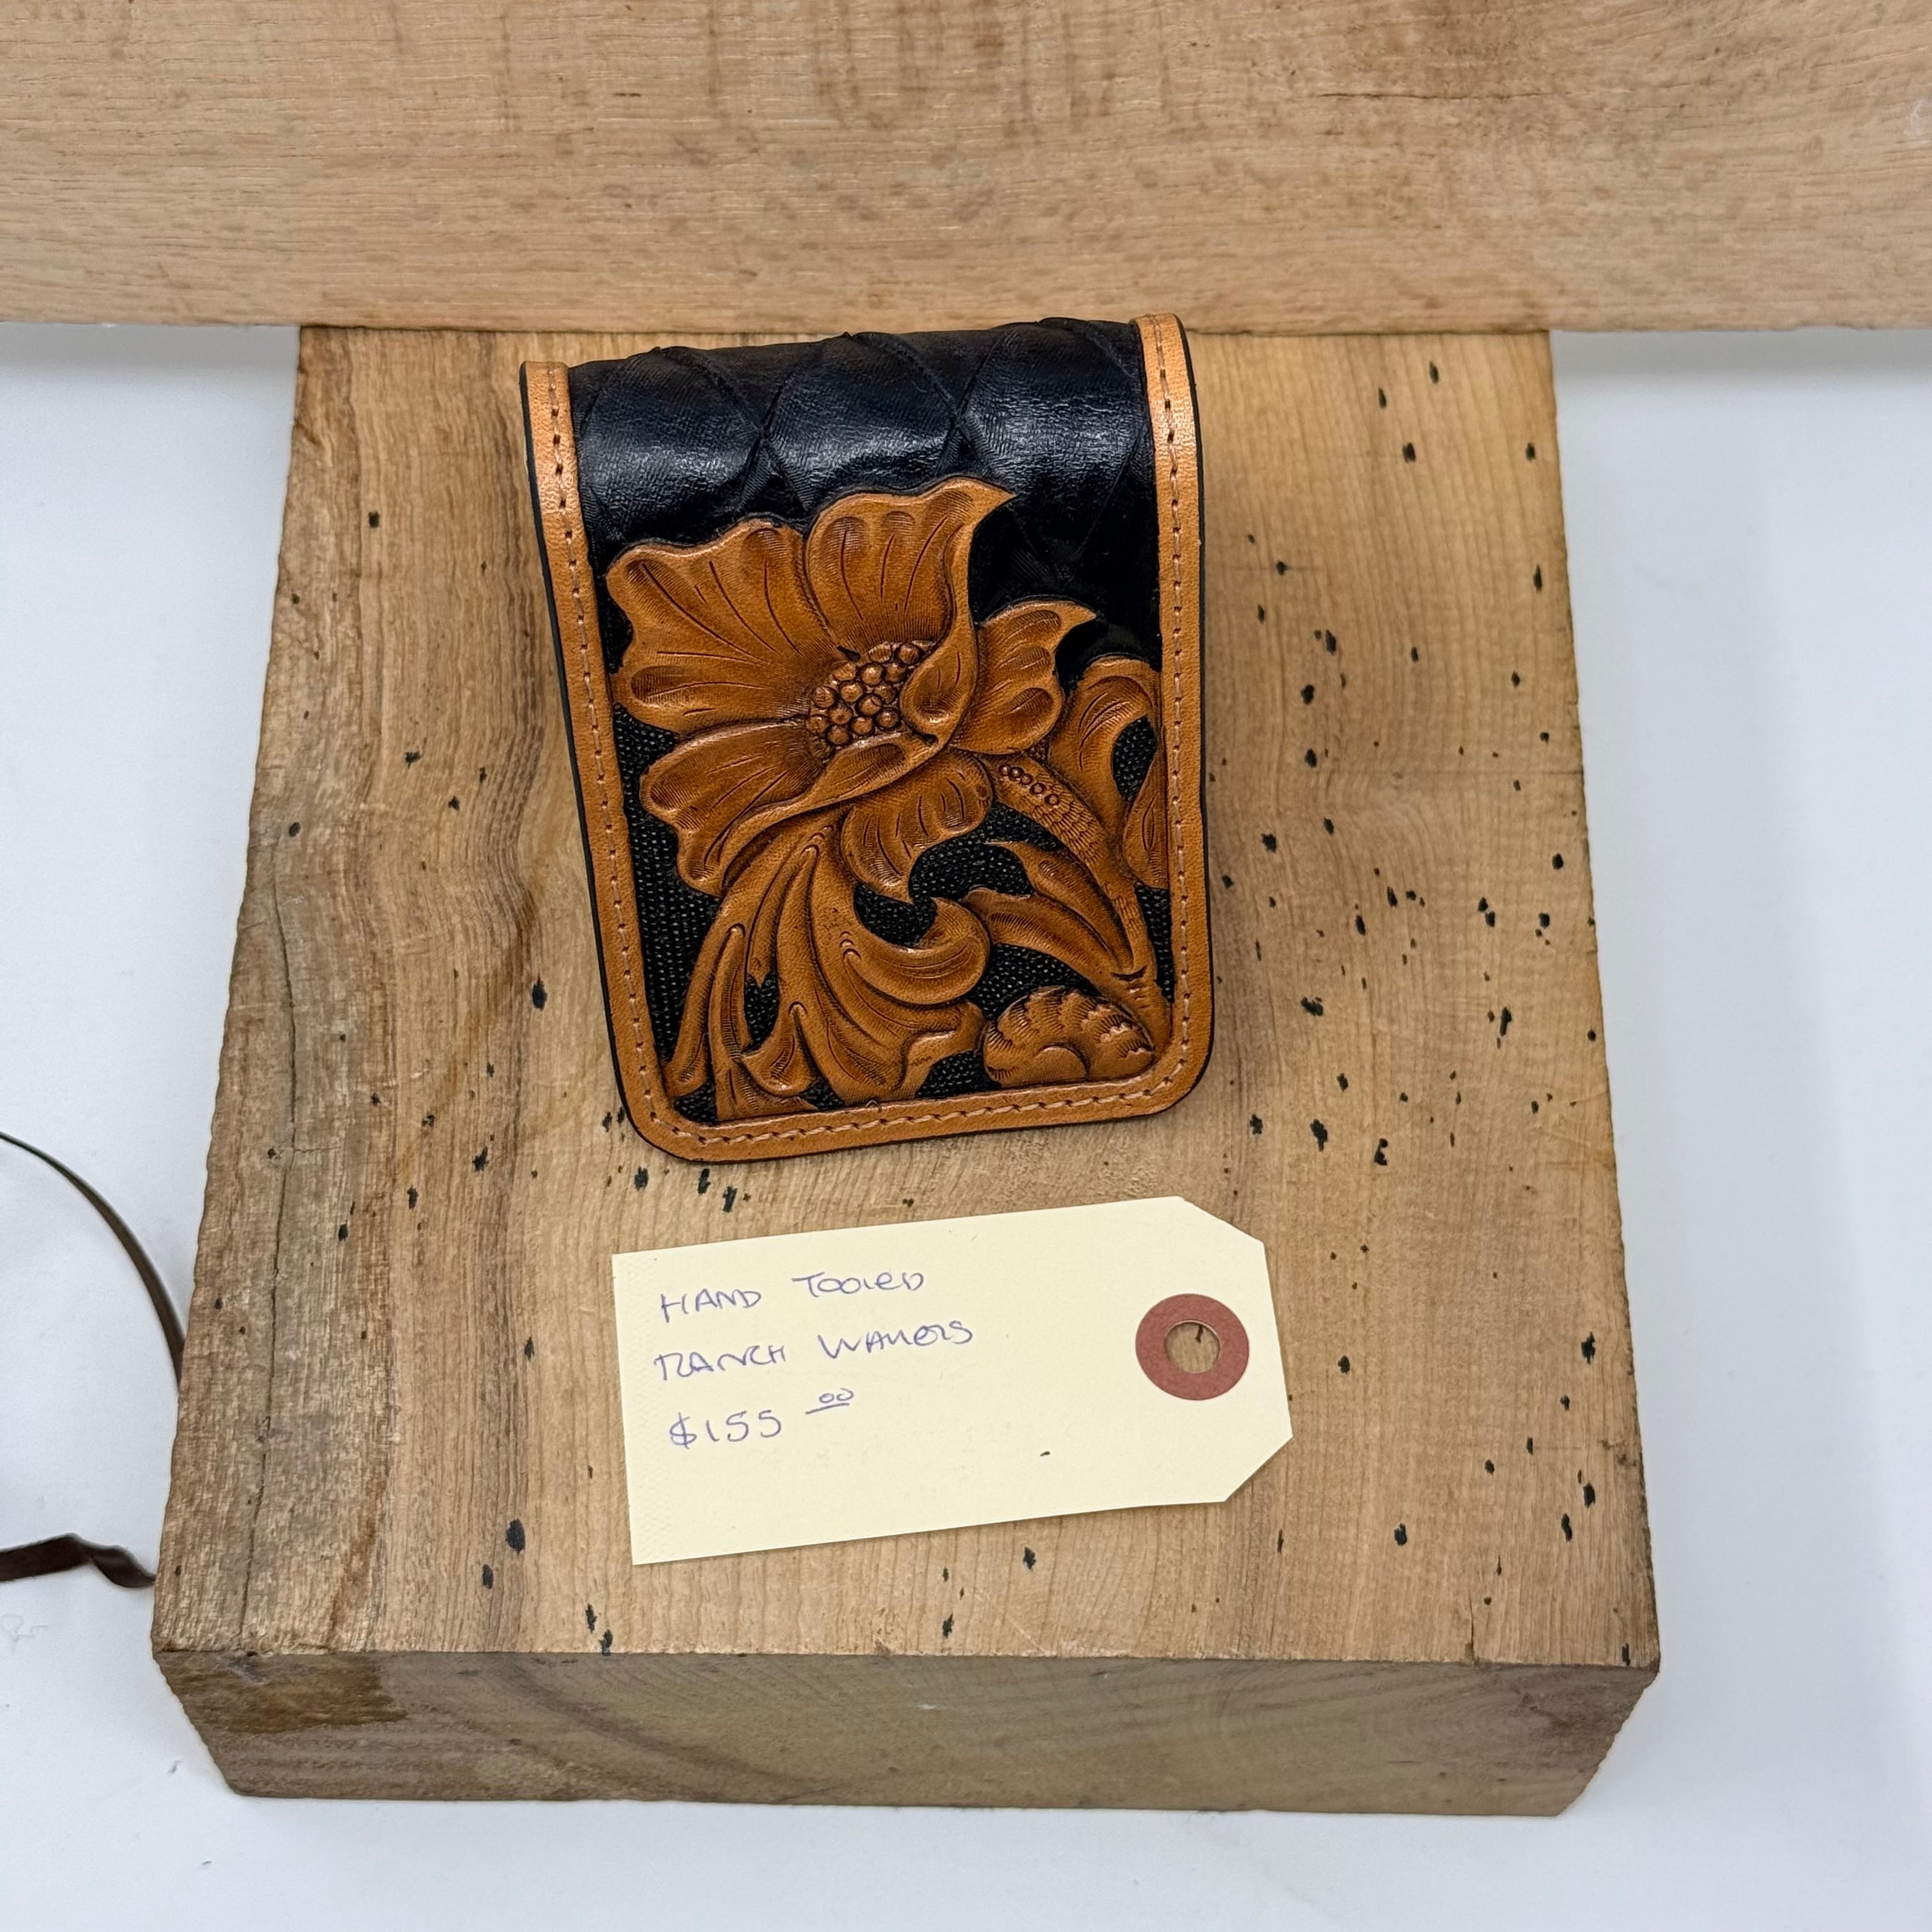 HAND TOOLED
RANCH WALLETS
$155 00